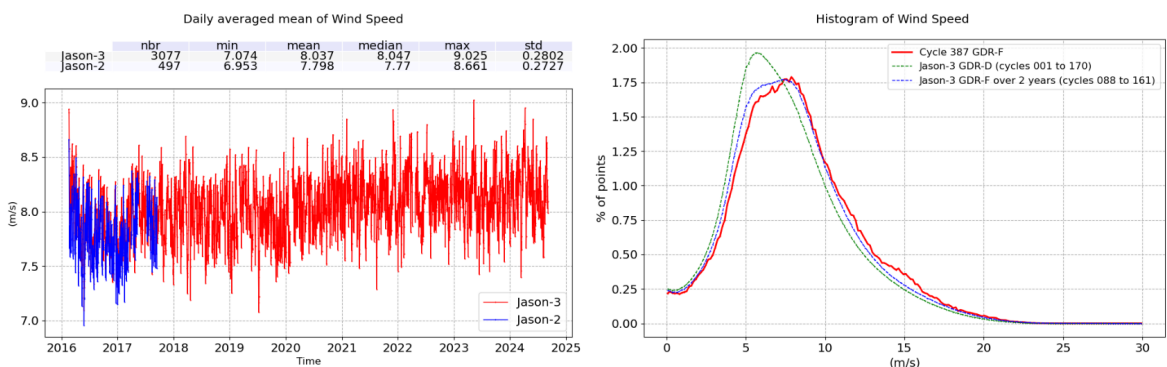 Daily averaged mean of Wind Speed
nbr min mean median max std
Jason-3 3077 7.074 8.037 8.047 9.025 0.2802
Jason-2 497 6.953 7.798 7.77 8.661 0.2727
9.0
8.5
8.0
7.5
7.0
(m/s)
Jason-3
Jason-2
2016 2017 2018 2019 2020 2021 2022 2023 2024 2025
Time
Histogram of Wind Speed
2.00
1.75
1.50
1.25
1.00
0.75
0.50
0.25
0.00
% of points
Cycle 387 GDR-F
Jason-3 GDR-D (cycles 001 to 170)
Jason-3 GDR-F over 2 years (cycles 088 to 161)
0 5 10 15 20 25 30
(m/s)